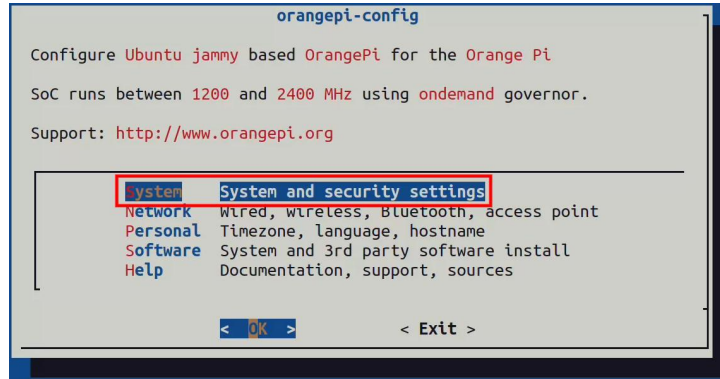 orangepi-config
Configure Ubuntu jammy based OrangePi for the Orange Pi
SoC runs between 1200 and 2400 MHz using ondemand governor.
Support: http://www.orangepi.org
System System and security settings
Network Wired, wireless, Bluetooth, access point
Personal Timezone, language, hostname
Software System and 3rd party software install
Help Documentation, support, sources
< OK > < Exit >